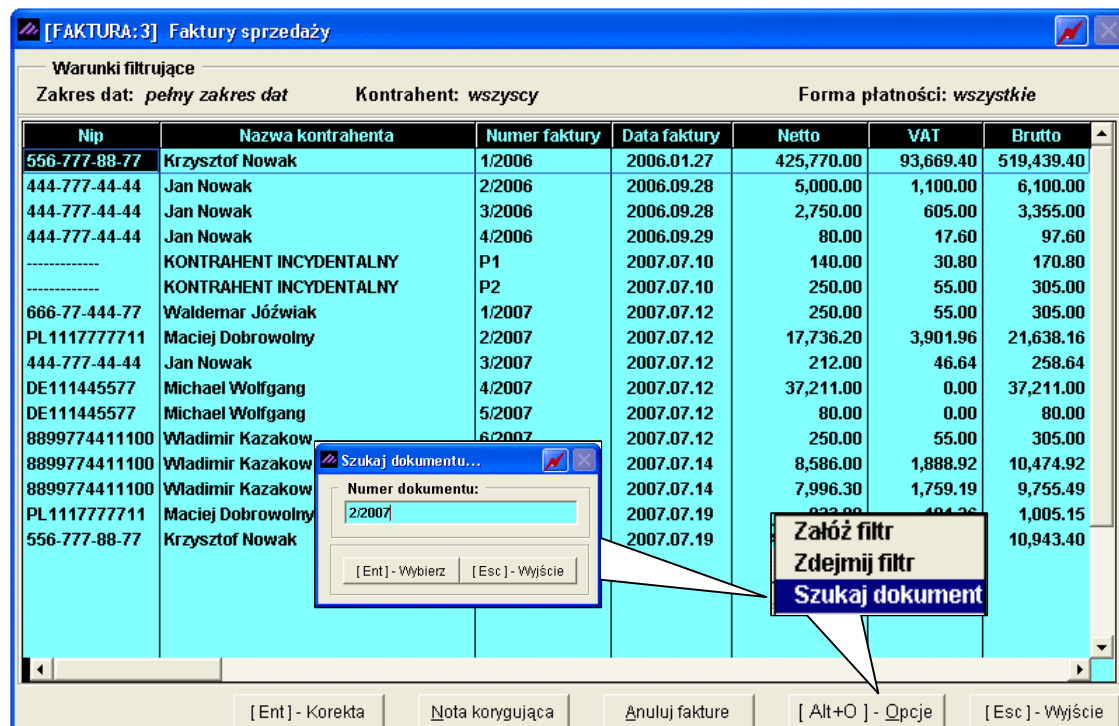 [FAKTURA:3] Faktury sprzedaży
Warunki filtrujące
Zakres dat: pełny zakres dat Kontrahent: wszyscy Forma płatności: wszystkie
Nip Nazwa kontrahenta Numer faktury Data faktury Netto VAT Brutto
556-777-88-77 Krzysztof Nowak 1/2006 2006.01.27 425,770.00 93,669.40 519,439.40
444-777-44-44 Jan Nowak 2/2006 2006.09.28 5,000.00 1,100.00 6,100.00
444-777-44-44 Jan Nowak 3/2006 2006.09.28 2,750.00 605.00 3,355.00
444-777-44-44 Jan Nowak 4/2006 2006.09.29 80.00 17.60 97.60
------------- KONTRAHENT INCYDENTALNY P1 2007.07.10 140.00 30.80 170.80
------------- KONTRAHENT INCYDENTALNY P2 2007.07.10 250.00 55.00 305.00
666-77-444-77 Waldemar Jóźwiak 1/2007 2007.07.12 250.00 55.00 305.00
PL1117777711 Maciej Dobrowolny 2/2007 2007.07.12 17,736.20 3,901.96 21,638.16
444-777-44-44 Jan Nowak 3/2007 2007.07.12 212.00 46.64 258.64
DE111445577 Michael Wolfgang 4/2007 2007.07.12 37,211.00 0.00 37,211.00
DE111445577 Michael Wolfgang 5/2007 2007.07.12 80.00 0.00 80.00
8899774411100 Wladimir Kazakow 6/2007 2007.07.12 250.00 55.00 305.00
8899774411100 Wladimir Kazakow 2007.07.14 8,586.00 1,888.92 10,474.92
8899774411100 Wladimir Kazakow 2007.07.14 7,996.30 1,759.19 9,755.49
PL1117777711 Maciej Dobrowolny 2007.07.19 1,005.15
556-777-88-77 Krzysztof Nowak 2007.07.19 10,943.40
Szukaj dokumentu...
Numer dokumentu:
2/2007
[Ent] - Wybierz [Esc] - Wyjście
Załóż filtr
Zdejmij filtr
Szukaj dokument
[Ent] - Korekta Nota korygująca Anuluj fakture [ Alt+O ] - Opcje [Esc] - Wyjście